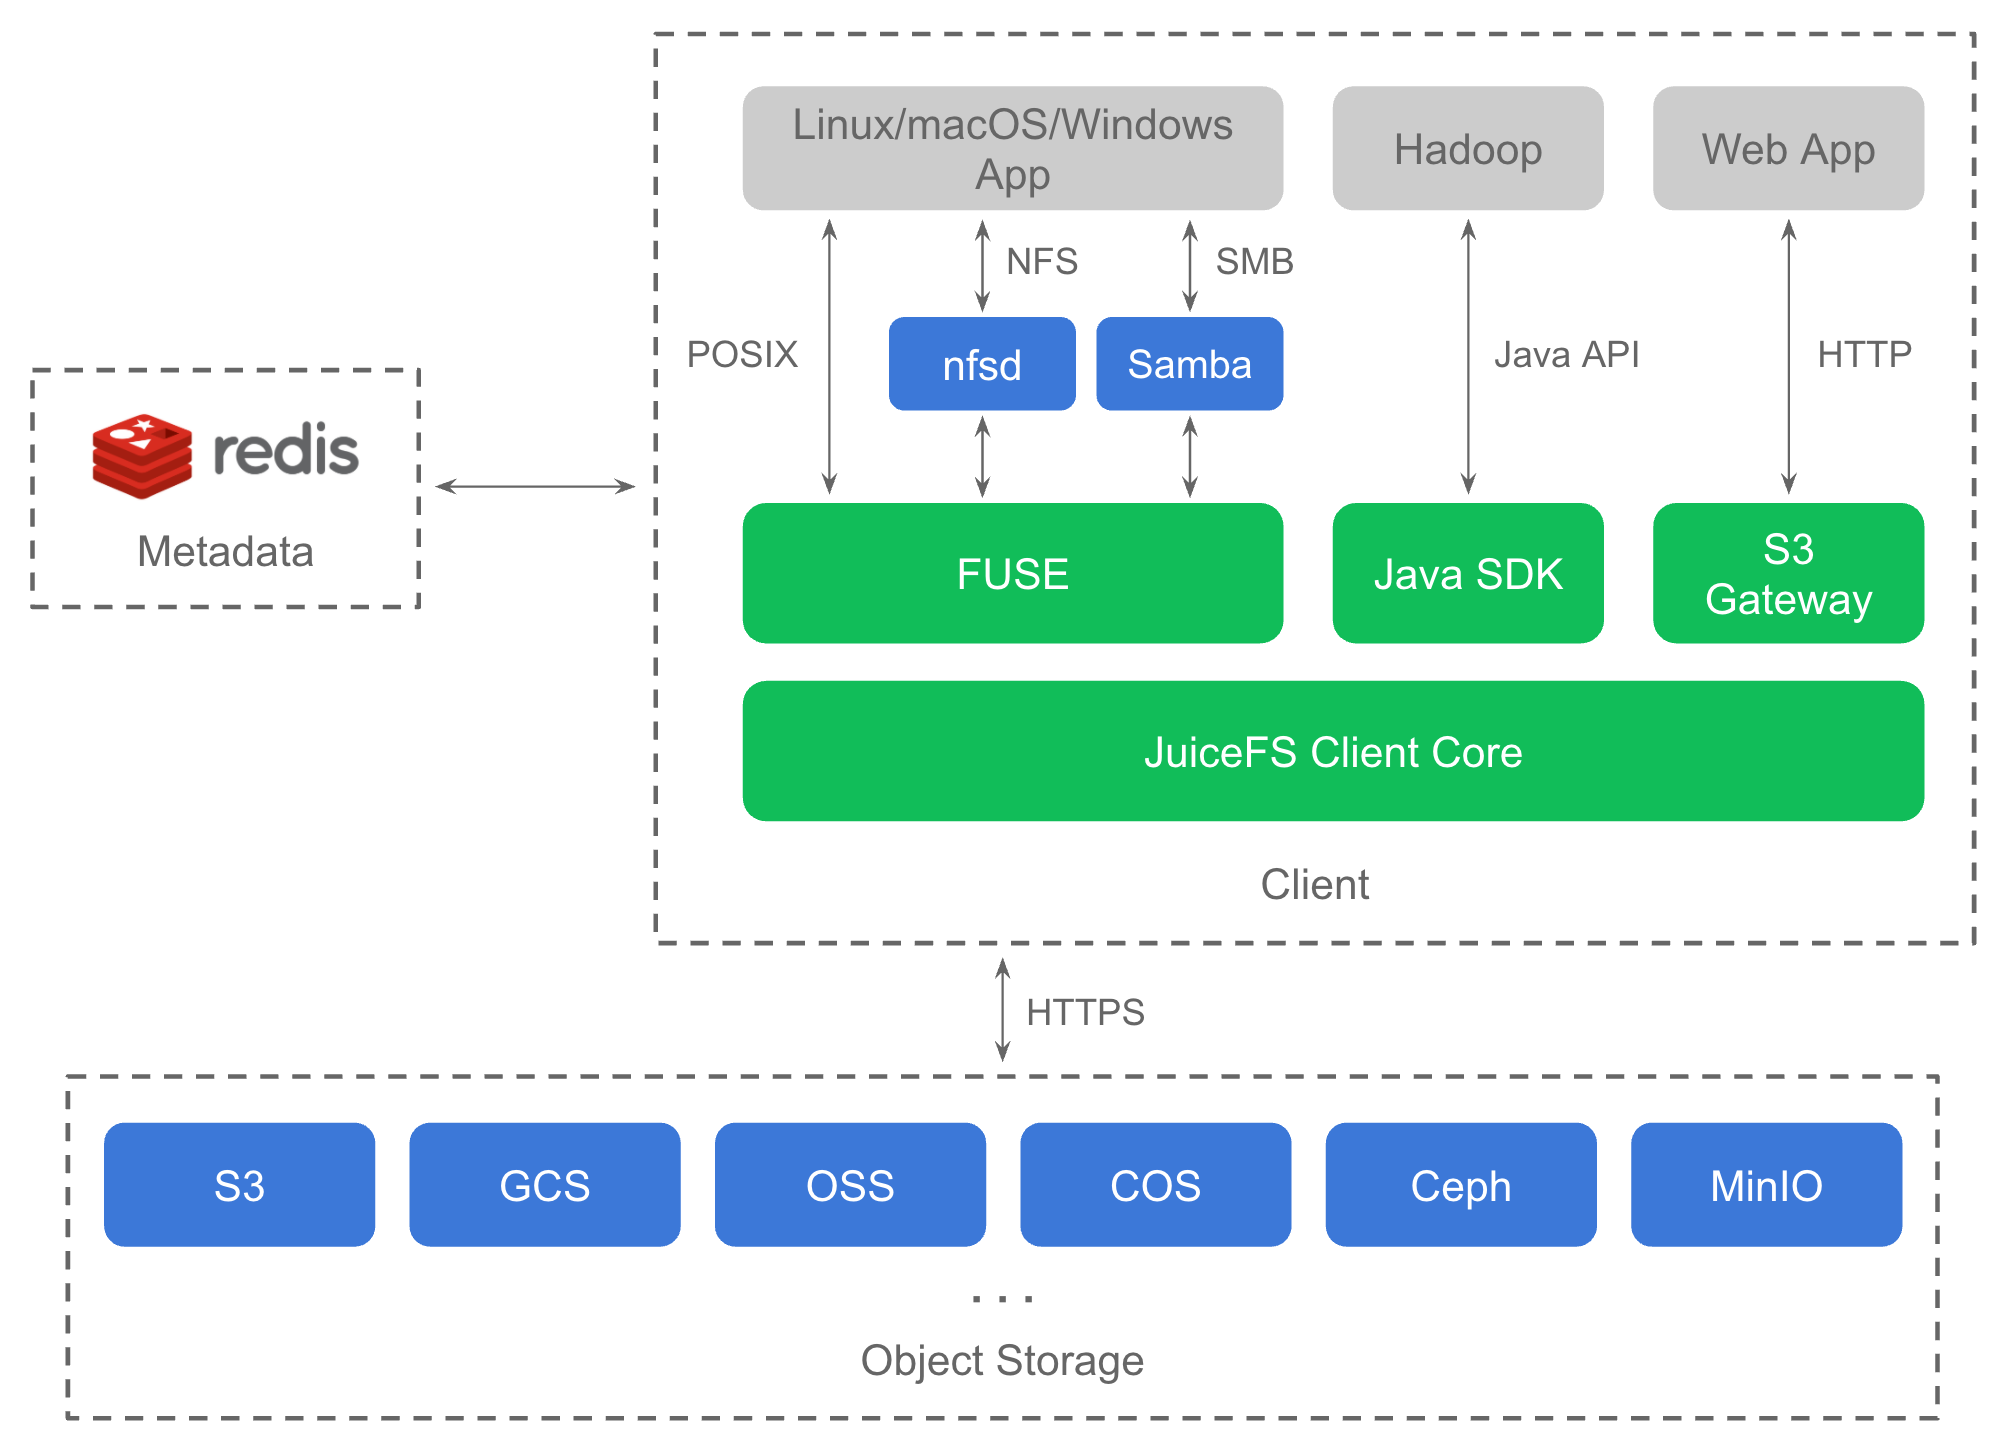 Linux/macOS/Windows
App
Hadoop
Web App
NFS
SMB
POSIX
nfsd
Samba
Java API
HTTP
redis
Metadata
FUSE
Java SDK
S3
Gateway
JuiceFS Client Core
Client
HTTPS
S3
GCS
OSS
COS
Ceph
MinIO
...
Object Storage